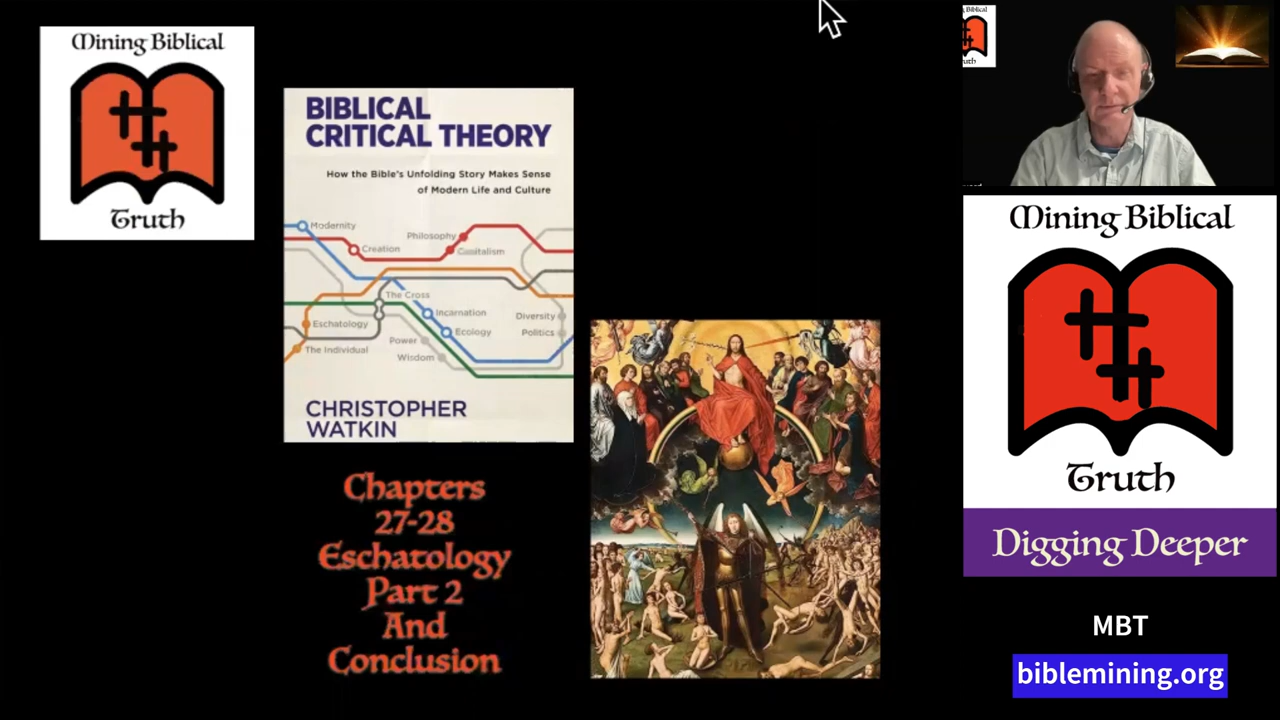 Mining Biblical
Truth
BIBLICAL
CRITICAL THEORY
How the Bible's Unfolding Story Makes Sense
of Modern Life and Culture
Modernity
Philosophy
Creation
Capitalism
The Cross
Incarnation
Diversity
Eschatology
Ecology
Politics
Power
The Individual
Wisdom
CHRISTOPHER
WATKIN
Chapters
27-28
Eschatology
Part 2
And
Conclusion
Biblical
Truth
Mining Biblical
Truth
Digging Deeper
MBT
biblemining.org